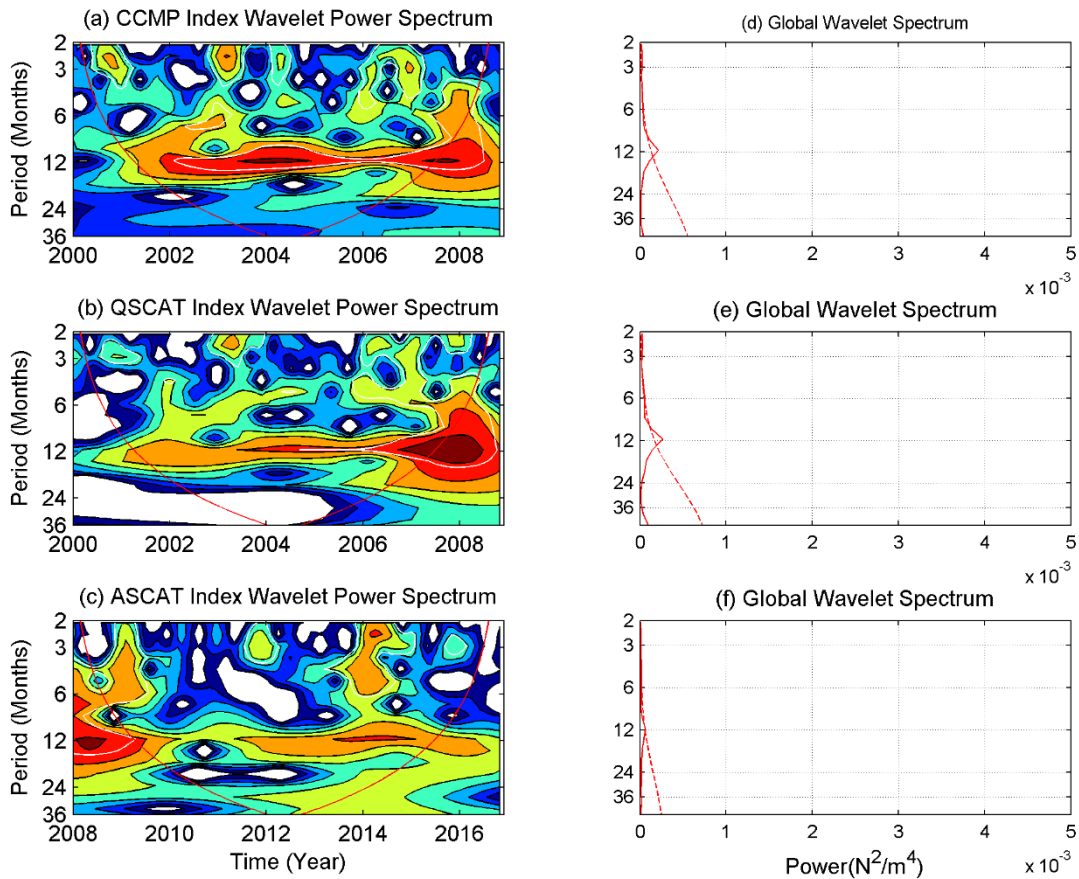 (a) CCMP Index Wavelet Power Spectrum
Period (Months)
2
3
6
12
24
36
2000 2002 2004 2006 2008
(d) Global Wavelet Spectrum
2
3
6
12
24
36
0 1 2 3 4 5
x 10-3
(b) QSCAT Index Wavelet Power Spectrum
Period (Months)
2
3
6
12
24
36
2000 2002 2004 2006 2008
(e) Global Wavelet Spectrum
2
3
6
12
24
36
0 1 2 3 4 5
x 10-3
(c) ASCAT Index Wavelet Power Spectrum
Period (Months)
2
3
6
12
24
36
2008 2010 2012 2014 2016
Time (Year)
(f) Global Wavelet Spectrum
2
3
6
12
24
36
0 1 2 3 4 5
Power(N2/m4)
x 10-3